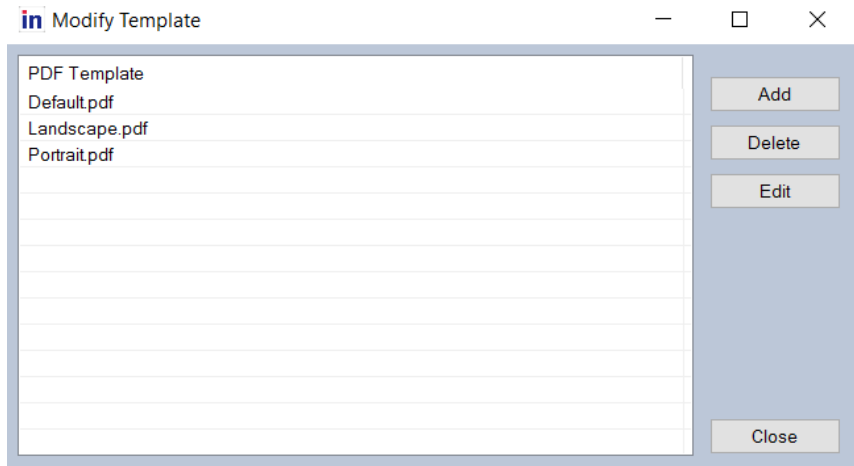 in Modify Template
PDF Template
Default.pdf
Landscape.pdf
Portrait.pdf
Add
Delete
Edit
Close